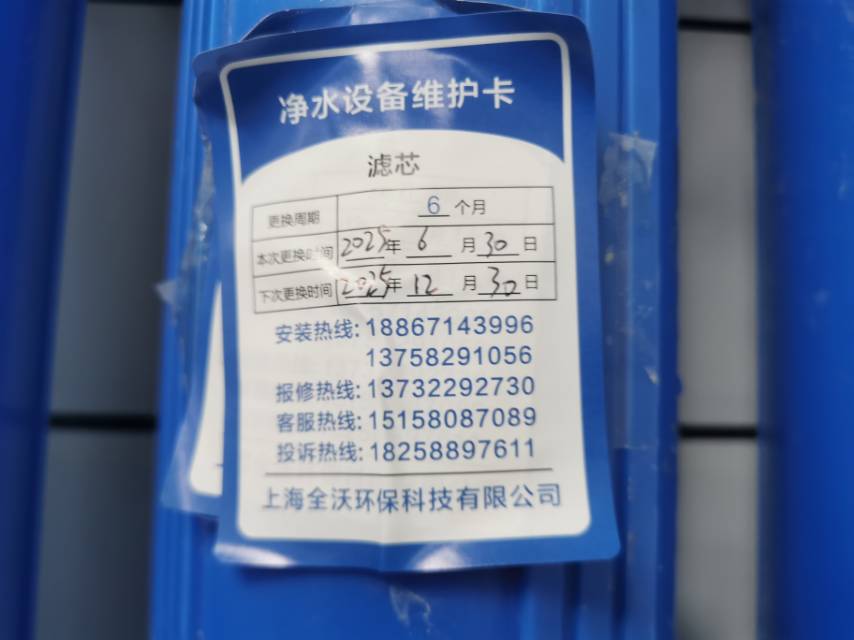 净水设备维护卡
滤芯
更换周期 6 个月
本次更换时间 2025年 6 月 30 日
下次更换时间 2025年 12 月 30 日
安装热线: 18867143996
13758291056
报修热线: 13732292730
客服热线: 15158087089
投诉热线: 18258897611
上海全沃环保科技有限公司